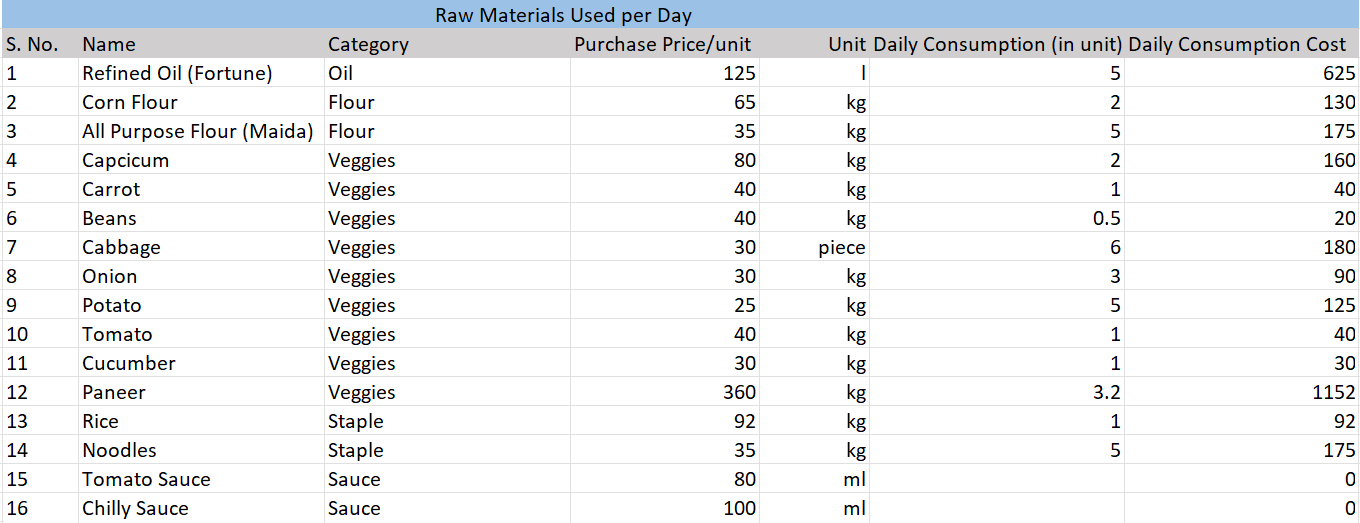 Raw Materials Used per Day
S. No. Name Category Purchase Price/unit Unit Daily Consumption (in unit) Daily Consumption Cost
1 Refined Oil (Fortune) Oil 125 l 5 625
2 Corn Flour Flour 65 kg 2 130
3 All Purpose Flour (Maida) Flour 35 kg 5 175
4 Capcicum Veggies 80 kg 2 160
5 Carrot Veggies 40 kg 1 40
6 Beans Veggies 40 kg 0.5 20
7 Cabbage Veggies 30 piece 6 180
8 Onion Veggies 30 kg 3 90
9 Potato Veggies 25 kg 5 125
10 Tomato Veggies 40 kg 1 40
11 Cucumber Veggies 30 kg 1 30
12 Paneer Veggies 360 kg 3.2 1152
13 Rice Staple 92 kg 1 92
14 Noodles Staple 35 kg 5 175
15 Tomato Sauce Sauce 80 ml 0
16 Chilly Sauce Sauce 100 ml 0